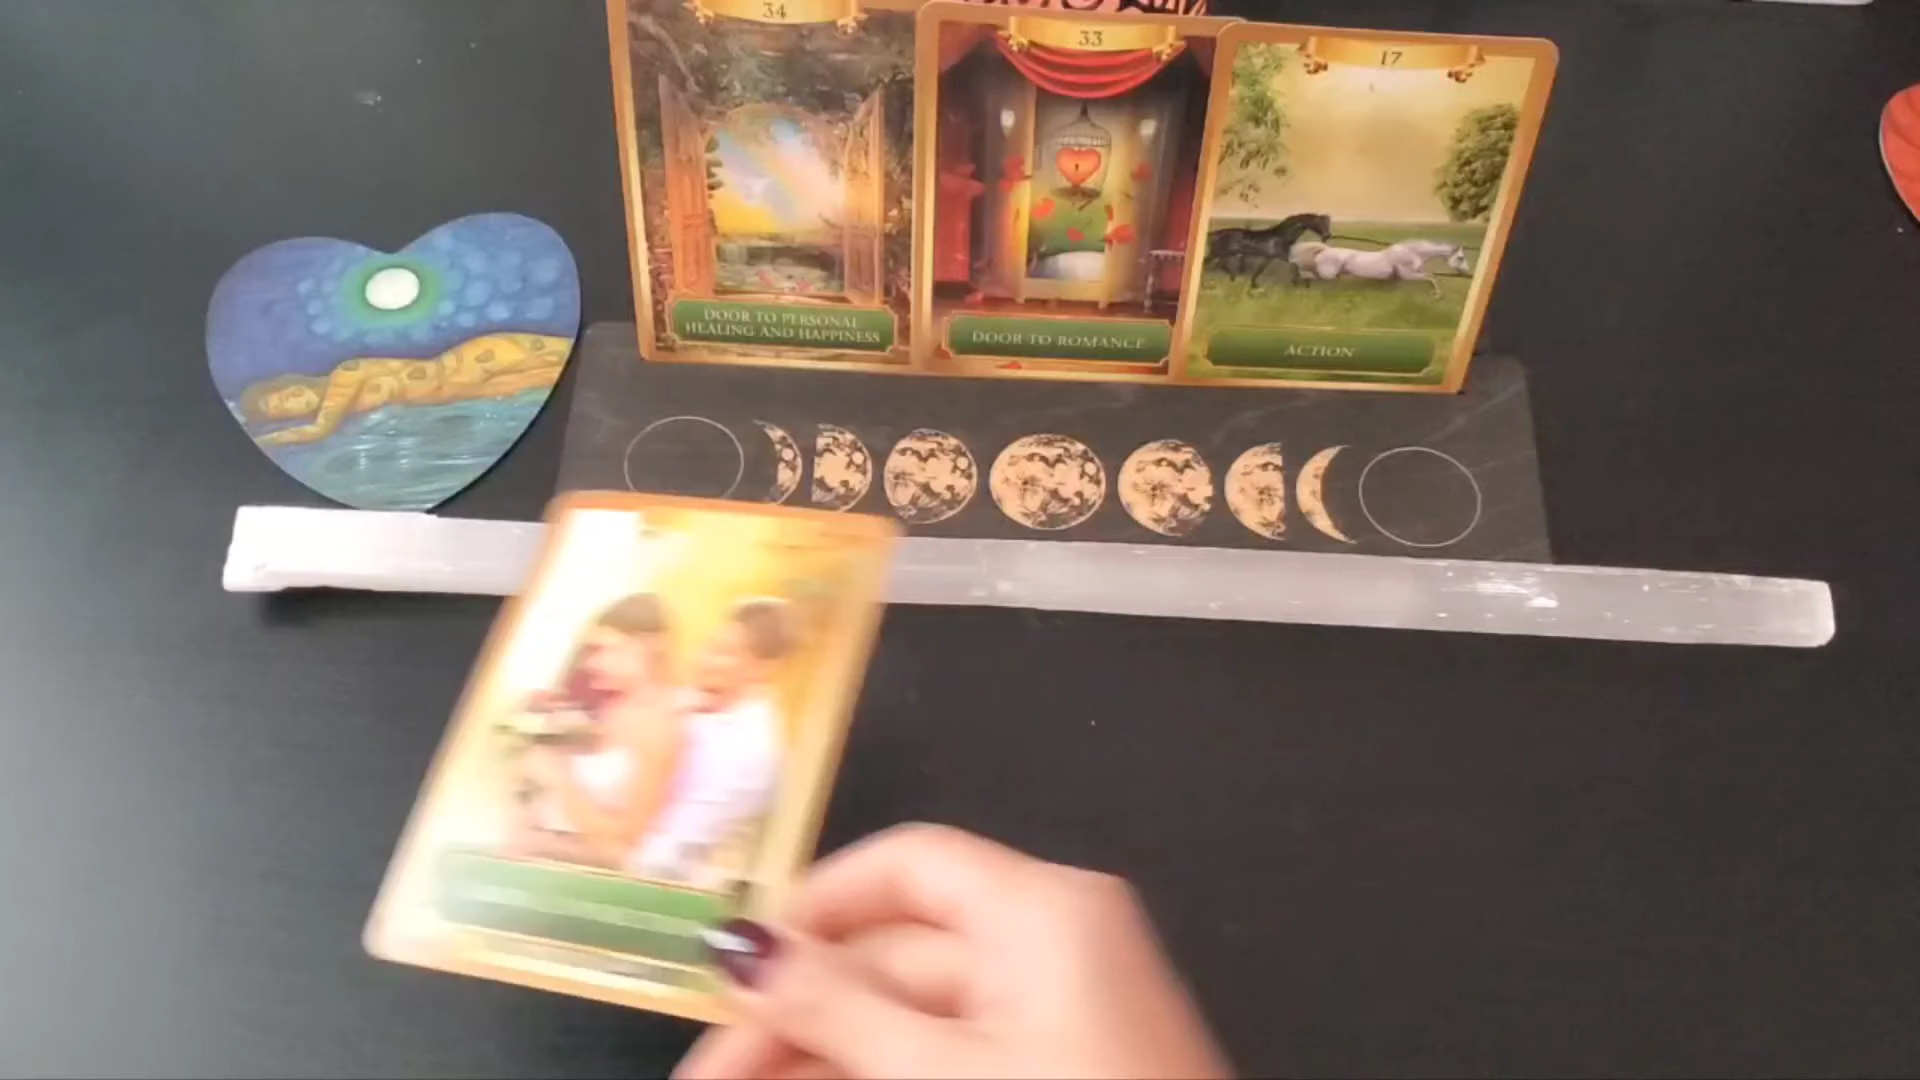 34
33
17
DOOR TO PERSONAL
HEALING AND HAPPINESS
DOOR TO ROMANCE
ACTION